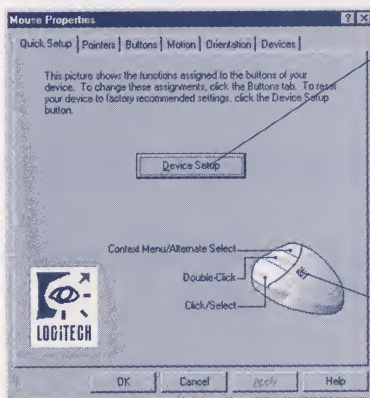 Mouse Properties
Quick Setup Pointers Buttons Motion Orientation Devices
This picture shows the functions assigned to the buttons of your
device. To change these assignments, click the Buttons tab. To reset
your device to factory recommended settings, click the Device Setup
button.
Device Setup
Context Menu/Alternate Select
Double-Click
Click/Select
LOGITECH
OK Cancel Apply Help